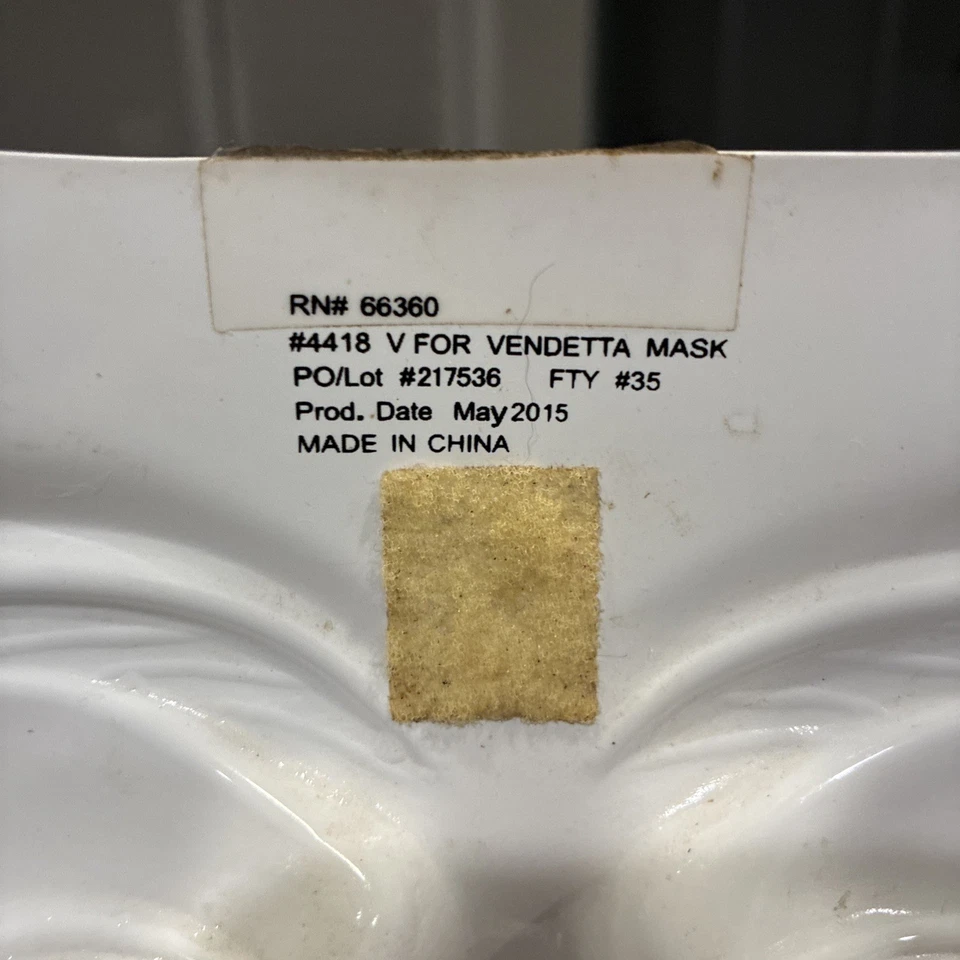 RN# 66360
#4418 V FOR VENDETTA MASK
PO/Lot #217536 FTY #35
Prod. Date May 2015
MADE IN CHINA